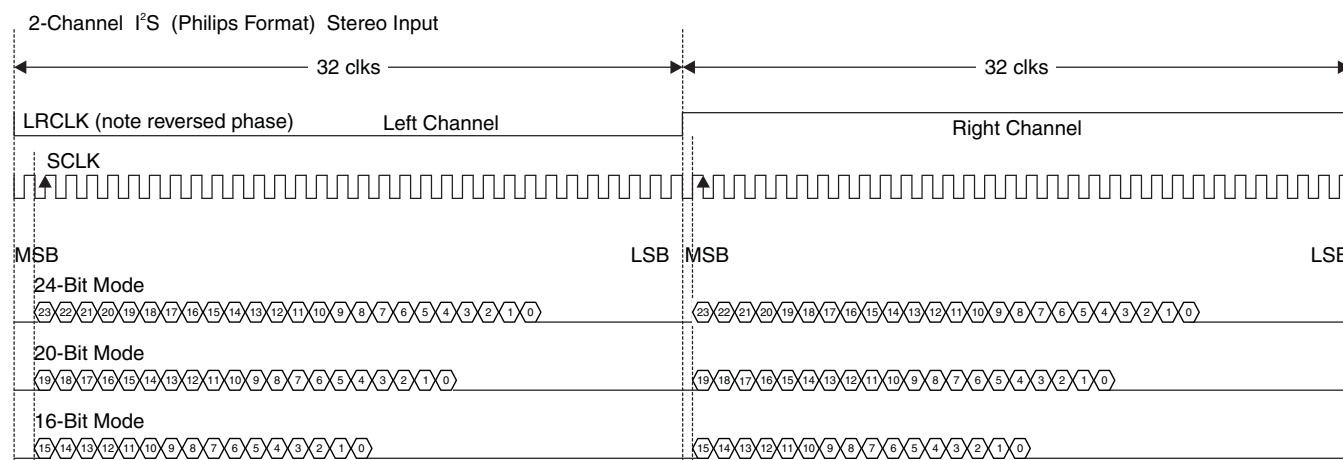 2-Channel I²S (Philips Format) Stereo Input
32 clks 32 clks
LRCLK (note reversed phase) Left Channel Right Channel
SCLK
MSB LSB MSB LSB
24-Bit Mode
23 22 21 20 19 18 17 16 15 14 13 12 11 10 9 8 7 6 5 4 3 2 1 0 23 22 21 20 19 18 17 16 15 14 13 12 11 10 9 8 7 6 5 4 3 2 1 0
20-Bit Mode
19 18 17 16 15 14 13 12 11 10 9 8 7 6 5 4 3 2 1 0 19 18 17 16 15 14 13 12 11 10 9 8 7 6 5 4 3 2 1 0
16-Bit Mode
15 14 13 12 11 10 9 8 7 6 5 4 3 2 1 0 15 14 13 12 11 10 9 8 7 6 5 4 3 2 1 0